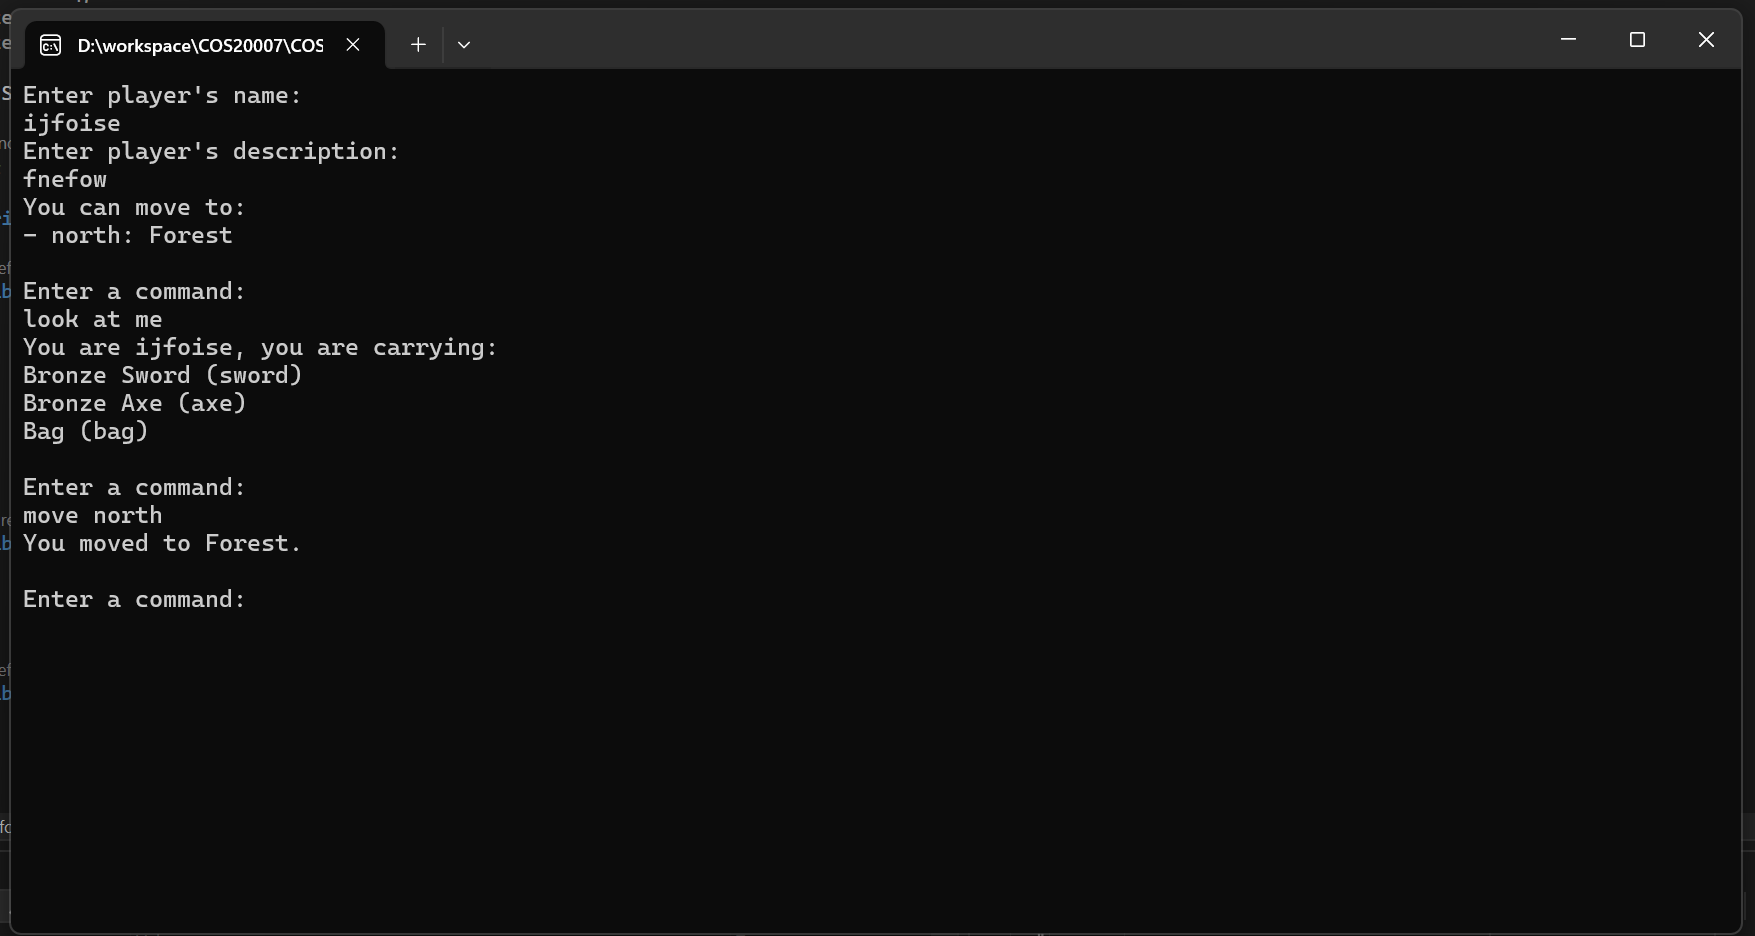 D:\workspace\COS20007\COS
Enter player's name:
ijfoise
Enter player's description:
fnefow
You can move to:
- north: Forest
Enter a command:
look at me
You are ijfoise, you are carrying:
Bronze Sword (sword)
Bronze Axe (axe)
Bag (bag)
Enter a command:
move north
You moved to Forest.
Enter a command: